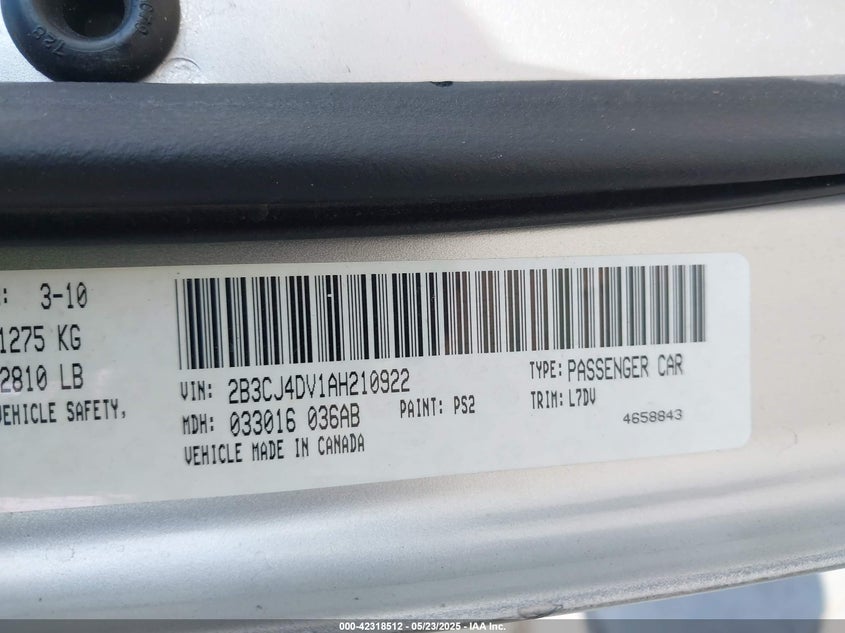 : 3-10
1275 KG
2810 LB
VEHICLE SAFETY,
VIN: 2B3CJ4DV1AH210922
TYPE: PASSENGER CAR
MDH: 033016 036AB
PAINT: PS2
TRIM: L7DV
VEHICLE MADE IN CANADA
4658843
000-42318512 - 05/23/2025 - IAA Inc.